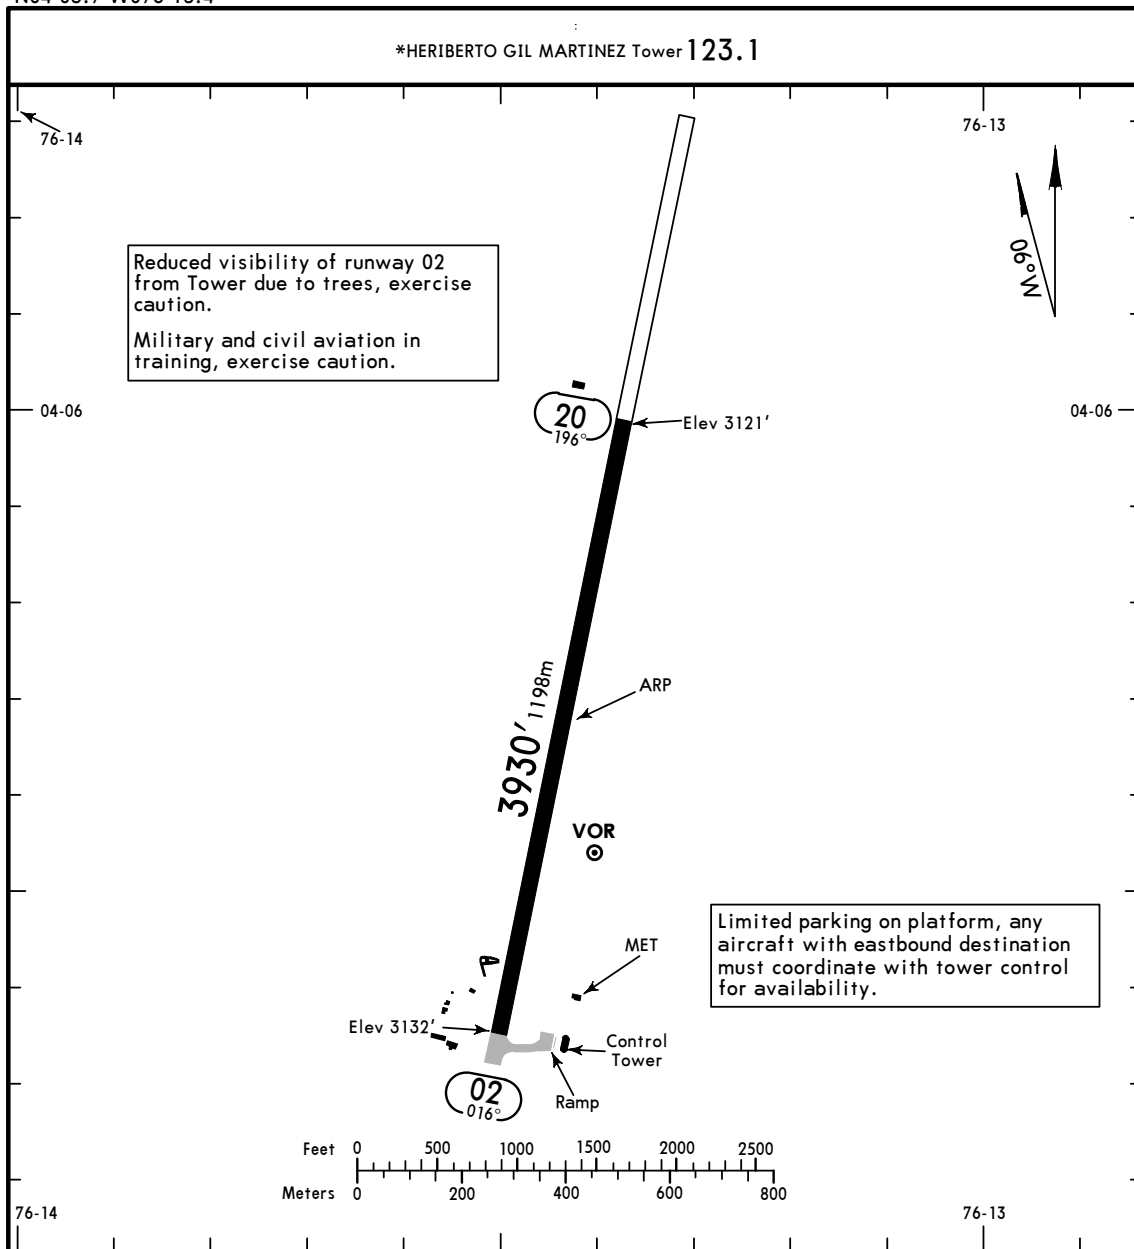 *HERIBERTO GIL MARTINEZ Tower 123.1
76-14
76-13
06°W
Reduced visibility of runway 02
from Tower due to trees, exercise
caution.
Military and civil aviation in
training, exercise caution.
04-06
04-06
20
196°
Elev 3121'
3930' 1198m
ARP
VOR
Limited parking on platform, any
aircraft with eastbound destination
must coordinate with tower control
for availability.
MET
Elev 3132'
Control
Tower
Ramp
02
016°
Feet 0 500 1000 1500 2000 2500
Meters 0 200 400 600 800
76-14
76-13